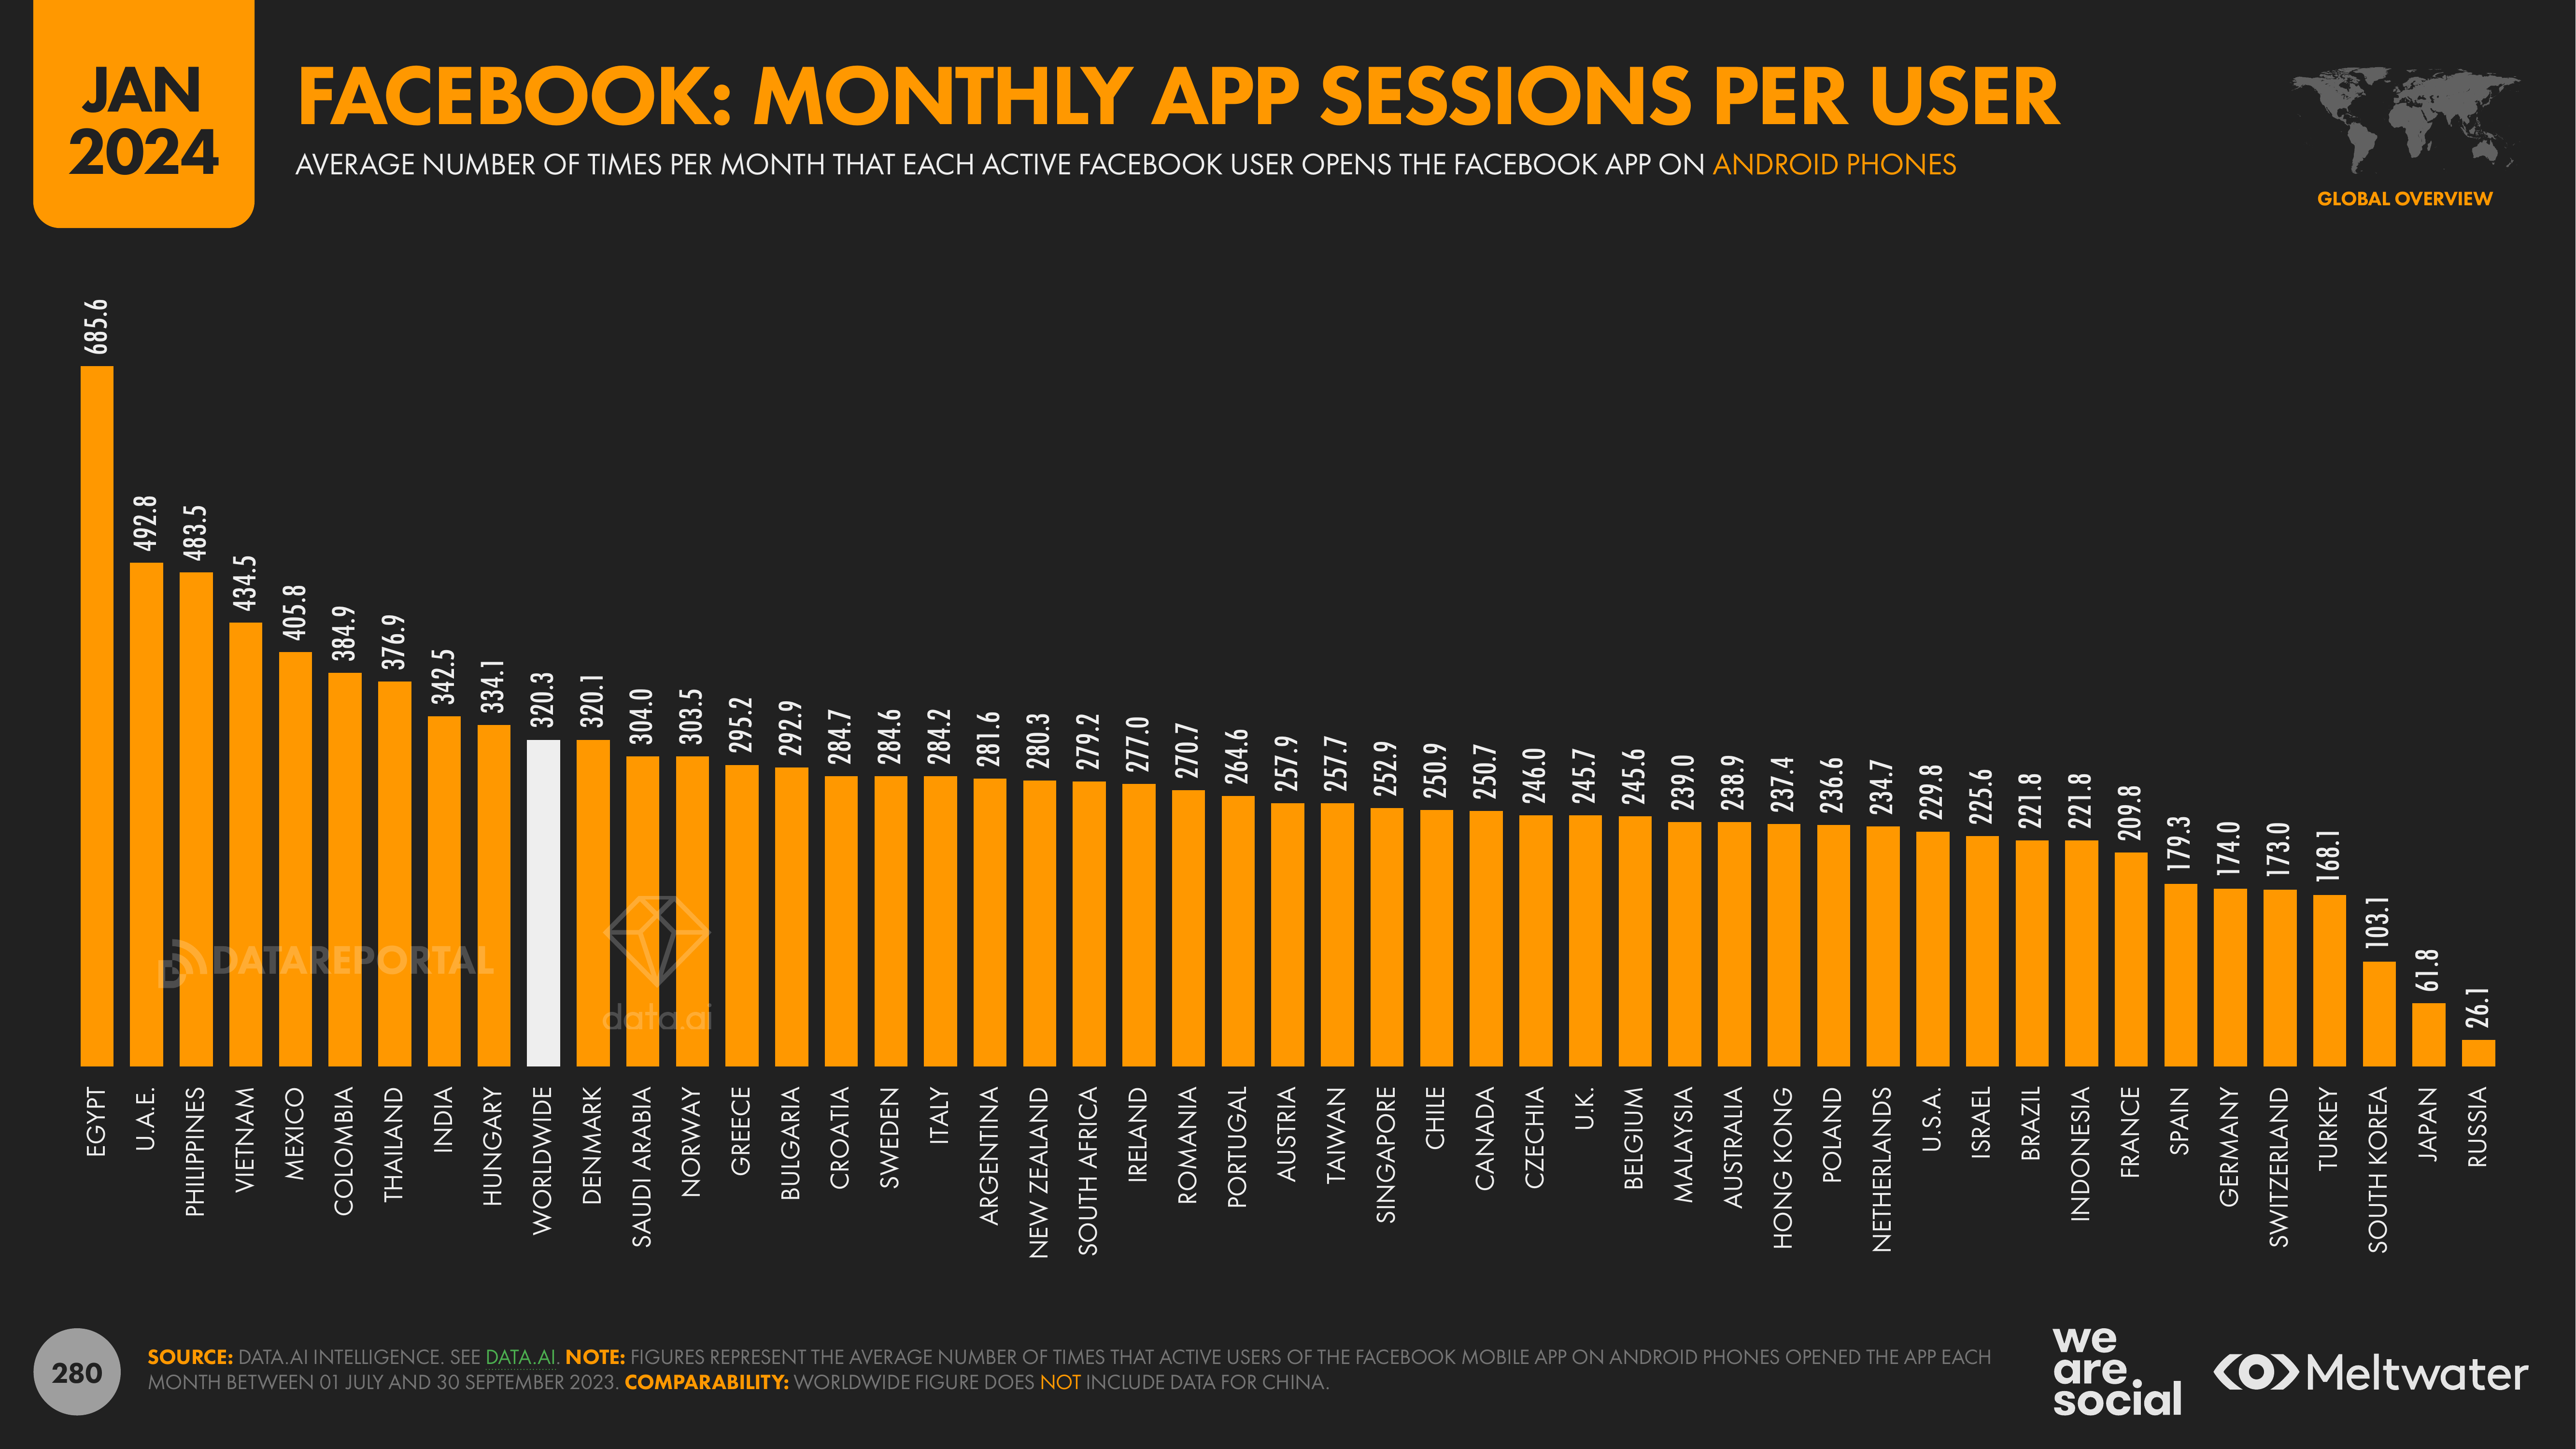 JAN
2024
FACEBOOK: MONTHLY APP SESSIONS PER USER
AVERAGE NUMBER OF TIMES PER MONTH THAT EACH ACTIVE FACEBOOK USER OPENS THE FACEBOOK APP ON ANDROID PHONES
GLOBAL OVERVIEW
685.6
492.8
483.5
434.5
405.8
384.9
376.9
342.5
334.1
320.3
320.1
304.0
303.5
295.2
292.9
284.7
284.6
284.2
281.6
280.3
279.2
277.0
270.7
264.6
257.9
257.7
252.9
250.9
250.7
246.0
245.7
245.6
239.0
238.9
237.4
236.6
234.7
229.8
225.6
221.8
221.8
209.8
179.3
174.0
173.0
168.1
103.1
61.8
26.1
DATAREPORTAL
data.ai
EGYPT
U.A.E.
PHILIPPINES
VIETNAM
MEXICO
COLOMBIA
THAILAND
INDIA
HUNGARY
WORLDWIDE
DENMARK
SAUDI ARABIA
NORWAY
GREECE
BULGARIA
CROATIA
SWEDEN
ITALY
ARGENTINA
NEW ZEALAND
SOUTH AFRICA
IRELAND
ROMANIA
PORTUGAL
AUSTRIA
TAIWAN
SINGAPORE
CHILE
CANADA
CZECHIA
U.K.
BELGIUM
MALAYSIA
AUSTRALIA
HONG KONG
POLAND
NETHERLANDS
U.S.A.
ISRAEL
BRAZIL
INDONESIA
FRANCE
SPAIN
GERMANY
SWITZERLAND
TURKEY
SOUTH KOREA
JAPAN
RUSSIA
280
SOURCE: DATA.AI INTELLIGENCE. SEE DATA.AI. NOTE: FIGURES REPRESENT THE AVERAGE NUMBER OF TIMES THAT ACTIVE USERS OF THE FACEBOOK MOBILE APP ON ANDROID PHONES OPENED THE APP EACH
MONTH BETWEEN 01 JULY AND 30 SEPTEMBER 2023. COMPARABILITY: WORLDWIDE FIGURE DOES NOT INCLUDE DATA FOR CHINA.
we
are
social
Meltwater